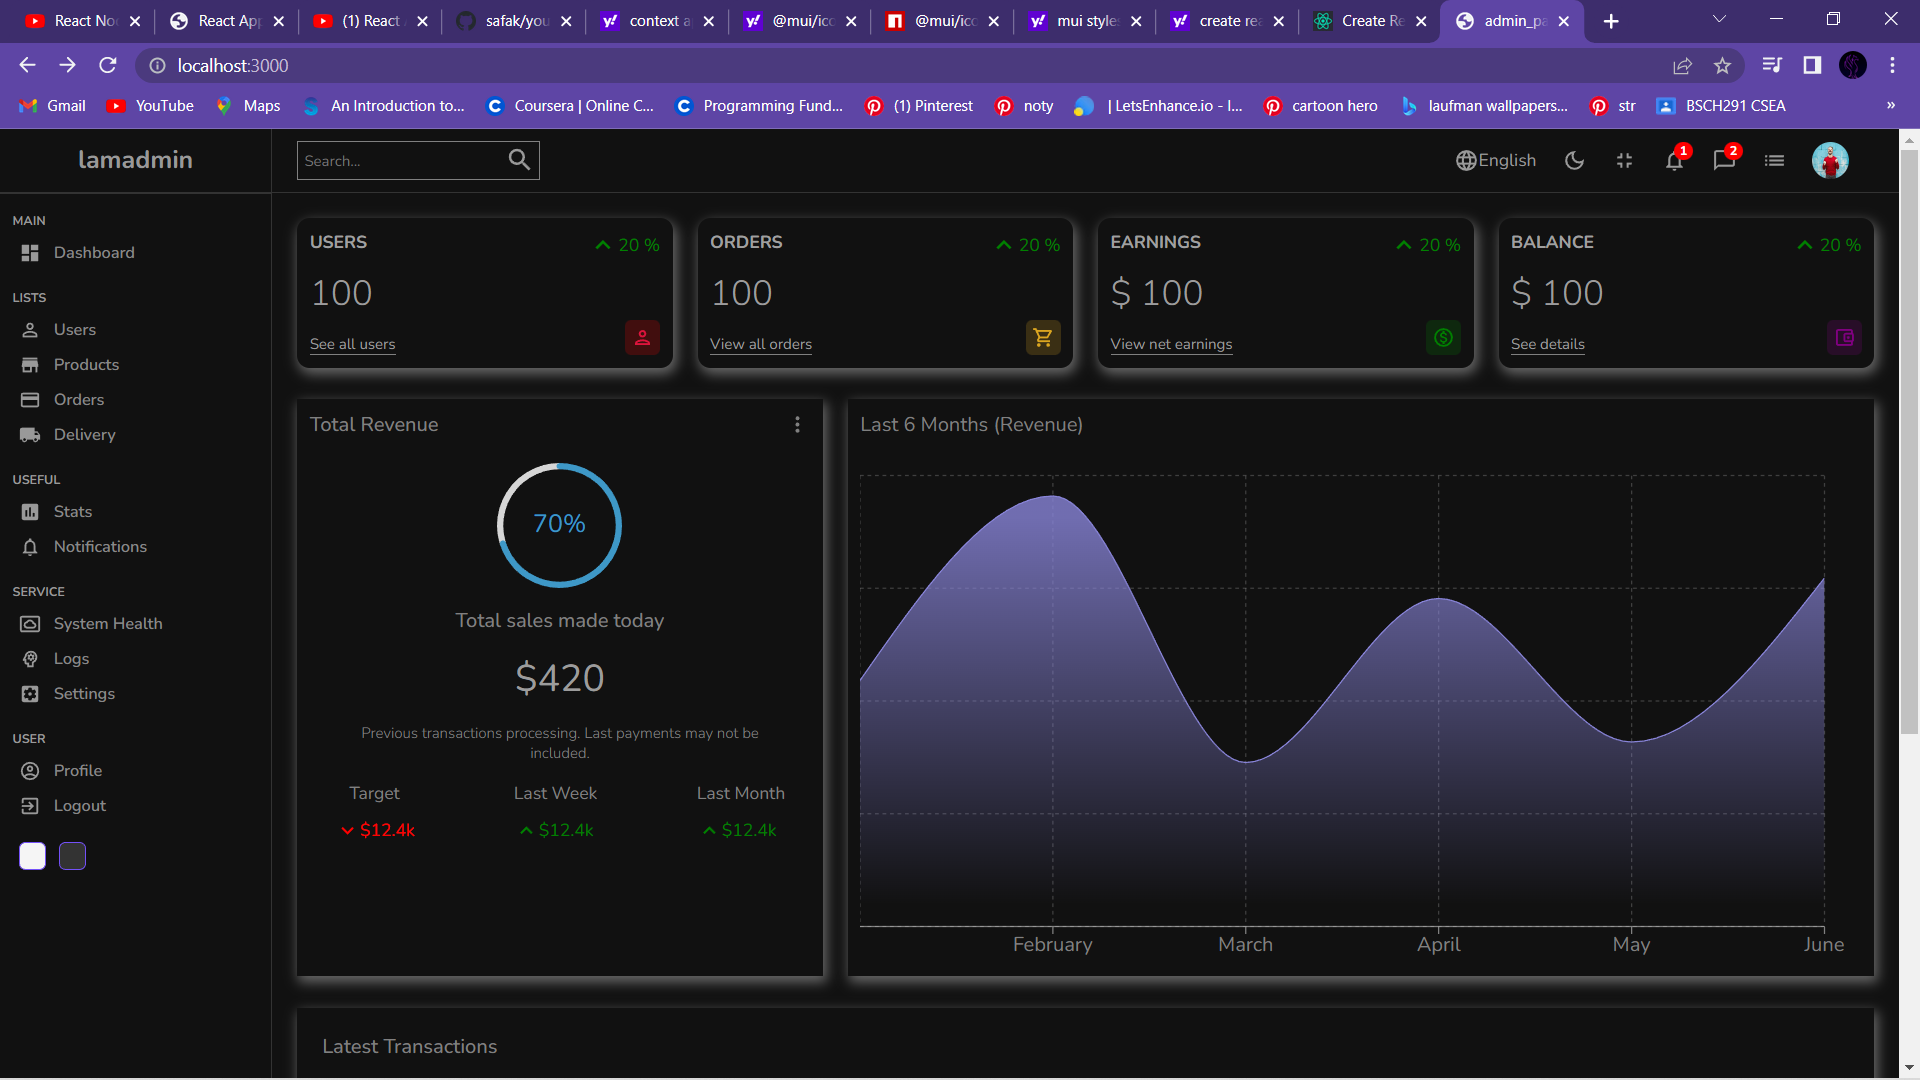 React Noc
React App
(1) React A
safak/you
context a
@mui/icc
@mui/icc
mui style
create rea
Create Re
admin_pa
localhost:3000
Gmail
YouTube
Maps
An Introduction to...
Coursera | Online C...
Programming Fund...
(1) Pinterest
noty
| LetsEnhance.io - I...
cartoon hero
laufman wallpapers...
str
BSCH291 CSEA
»
lamadmin
Search...
English
1
2
MAIN
Dashboard
LISTS
Users
Products
Orders
Delivery
USEFUL
Stats
Notifications
SERVICE
System Health
Logs
Settings
USER
Profile
Logout
USERS
20 %
100
See all users
ORDERS
20 %
100
View all orders
EARNINGS
20 %
$ 100
View net earnings
BALANCE
20 %
$ 100
See details
Total Revenue
70%
Total sales made today
$420
Previous transactions processing. Last payments may not be
included.
Target
Last Week
Last Month
$12.4k
$12.4k
$12.4k
Last 6 Months (Revenue)
February
March
April
May
June
Latest Transactions